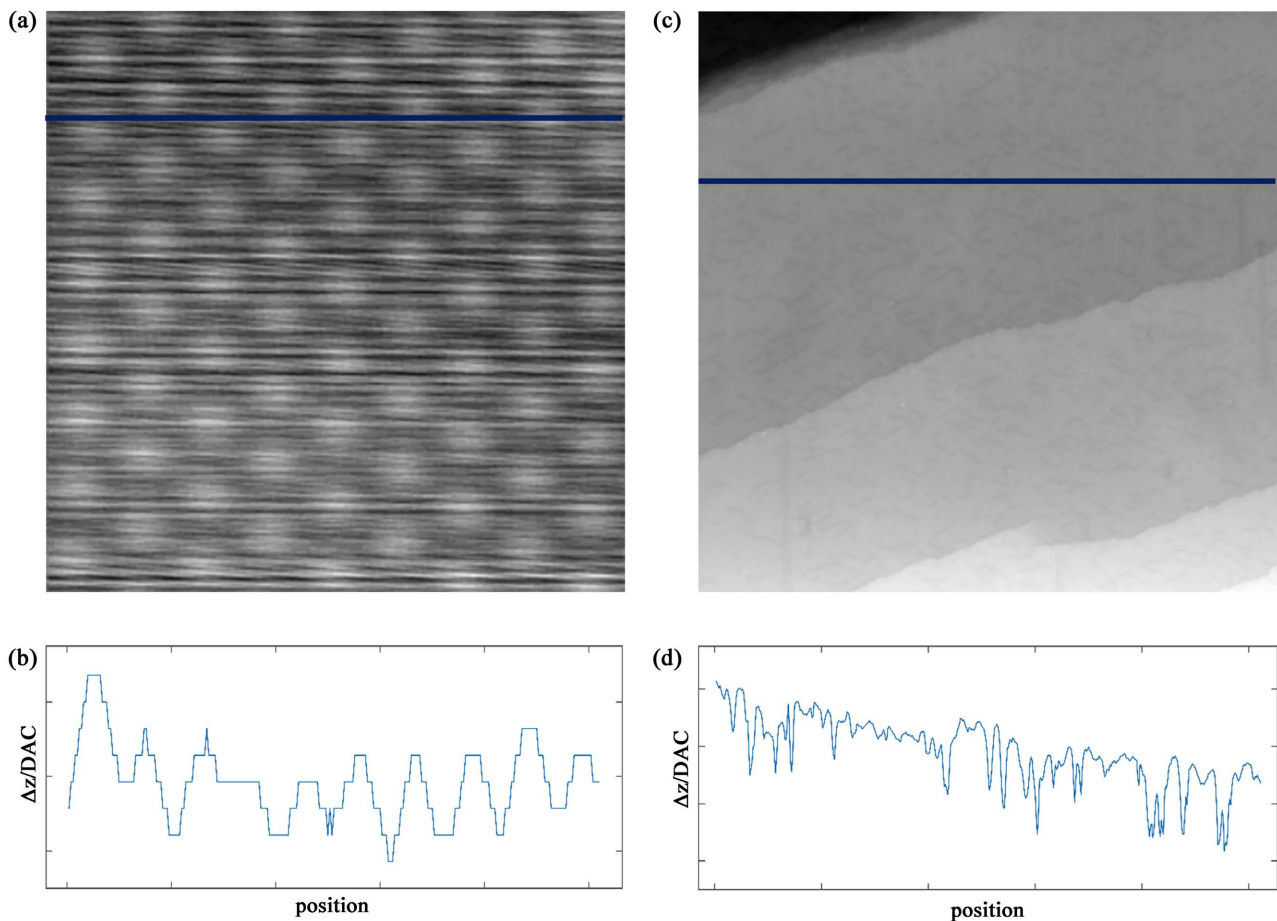 (a)
(c)
(b)
Δz/DAC
position
(d)
Δz/DAC
position